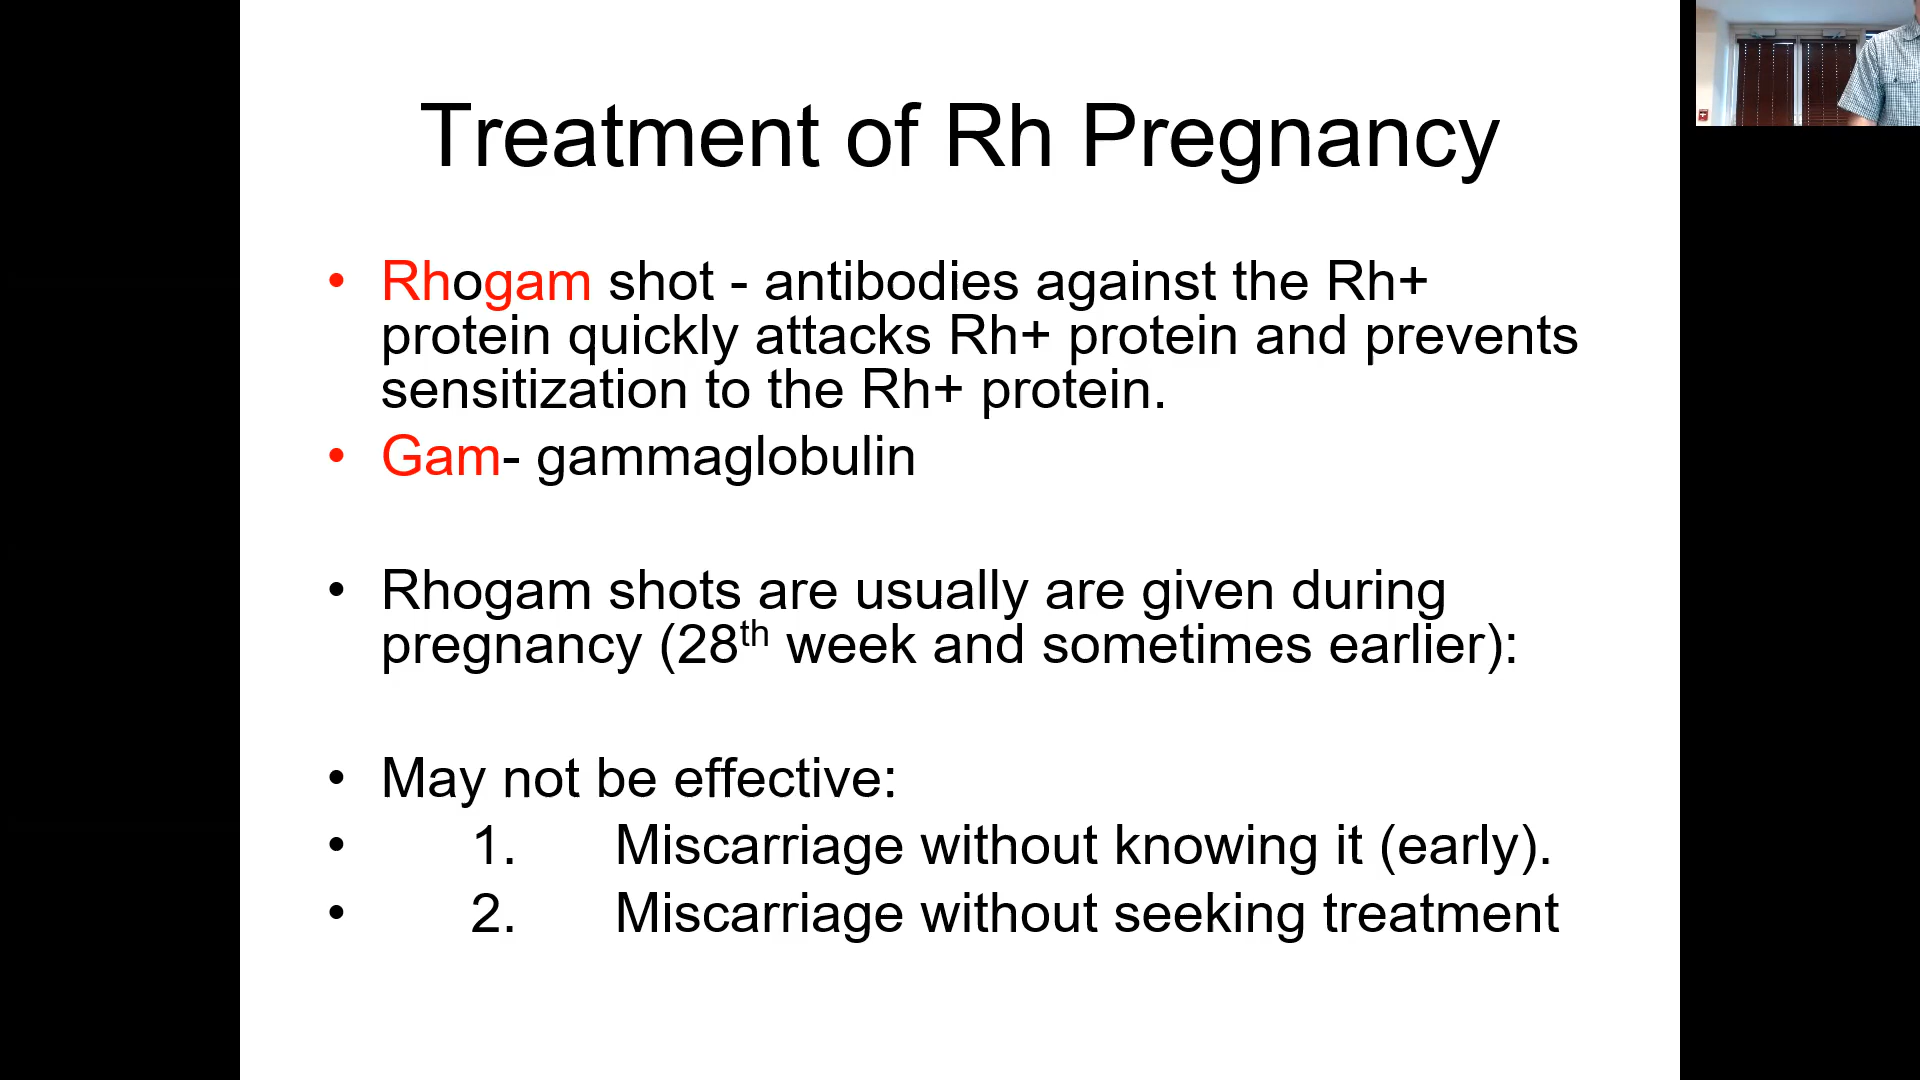 Treatment of Rh Pregnancy
• Rhogam shot - antibodies against the Rh+
protein quickly attacks Rh+ protein and prevents
sensitization to the Rh+ protein.
• Gam- gammaglobulin
• Rhogam shots are usually are given during
pregnancy (28th week and sometimes earlier):
• May not be effective:
• 1. Miscarriage without knowing it (early).
• 2. Miscarriage without seeking treatment